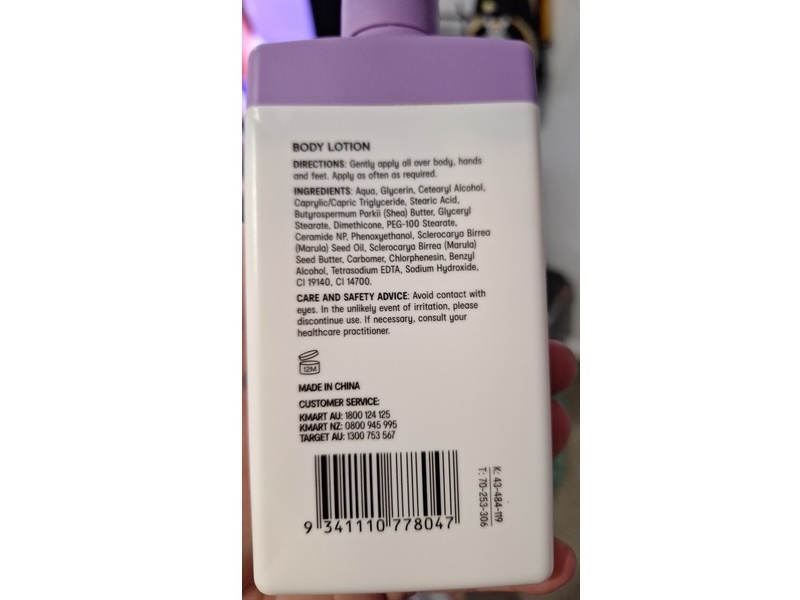 BODY LOTION
DIRECTIONS: Gently apply all over body, hands
and feet. Apply as often as required.
INGREDIENTS: Aqua, Glycerin, Cetearyl Alcohol,
Caprylic/Capric Triglyceride, Stearic Acid,
Butyrospermum Parkii (Shea) Butter, Glyceryl
Stearate, Dimethicone, PEG-100 Stearate,
Ceramide NP, Phenoxyethanol, Sclerocarya Birrea
(Marula) Seed Oil, Sclerocarya Birrea (Marula)
Seed Butter, Carbomer, Chlorphenesin, Benzyl
Alcohol, Tetrasodium EDTA, Sodium Hydroxide,
CI 19140, CI 14700.
CARE AND SAFETY ADVICE: Avoid contact with
eyes. In the unlikely event of irritation, please
discontinue use. If necessary, consult your
healthcare practitioner.
12M
MADE IN CHINA
CUSTOMER SERVICE:
KMART AU: 1800 124 125
KMART NZ: 0800 945 995
TARGET AU: 1300 753 567
9 341110 778047
K: 43-484-119
T: 70-253-306